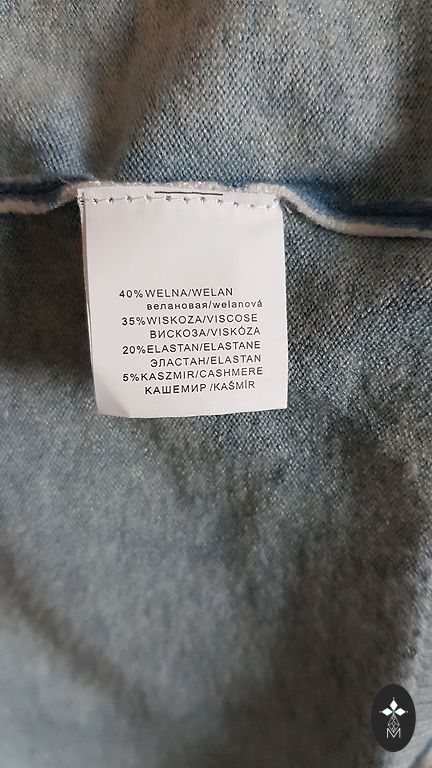 40% WELNA/WELAN
велановая/welanová
35% WISKOZA/VISCOSE
ВИСКОЗА/VISKÓZA
20% ELASTAN/ELASTANE
ЭЛАСТАН/ELASTAN
5% KASZMIR/CASHMERE
КАШЕМИР /KAŠMÍR
M